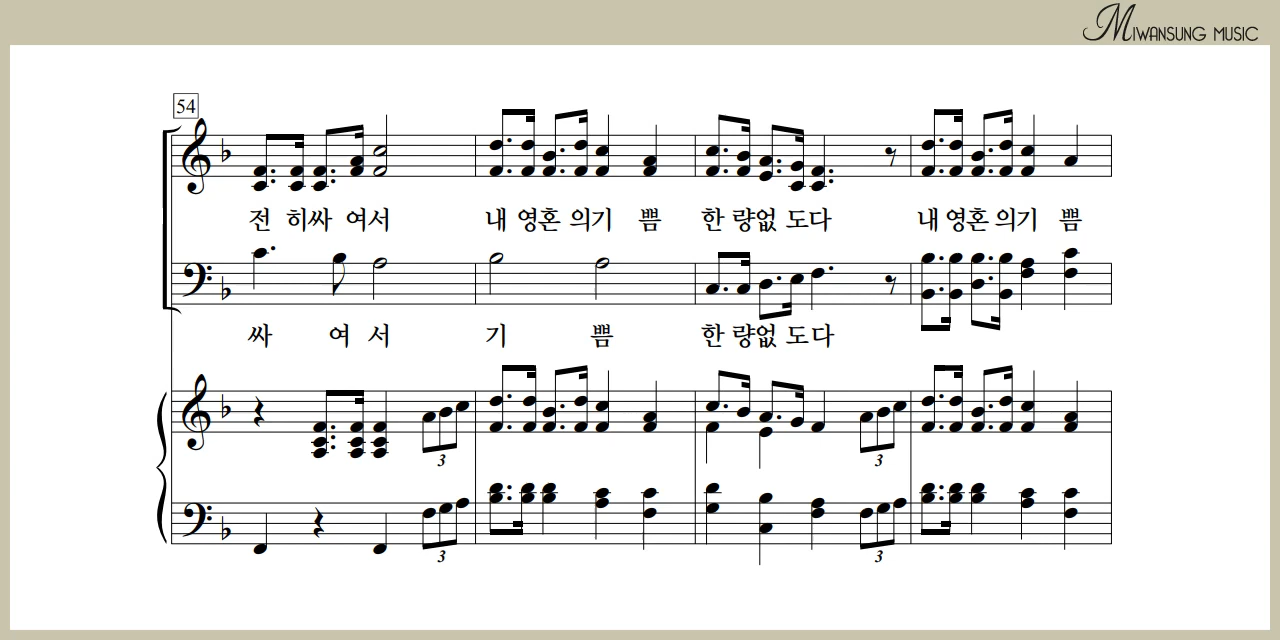 MIWANSUNG MUSIC
54
전 히싸 여서 내 영혼 의기 쁨 한 량없 도다 내 영혼 의기 쁨
싸 여 서 기 쁨 한 량없 도다
3 3
3 3